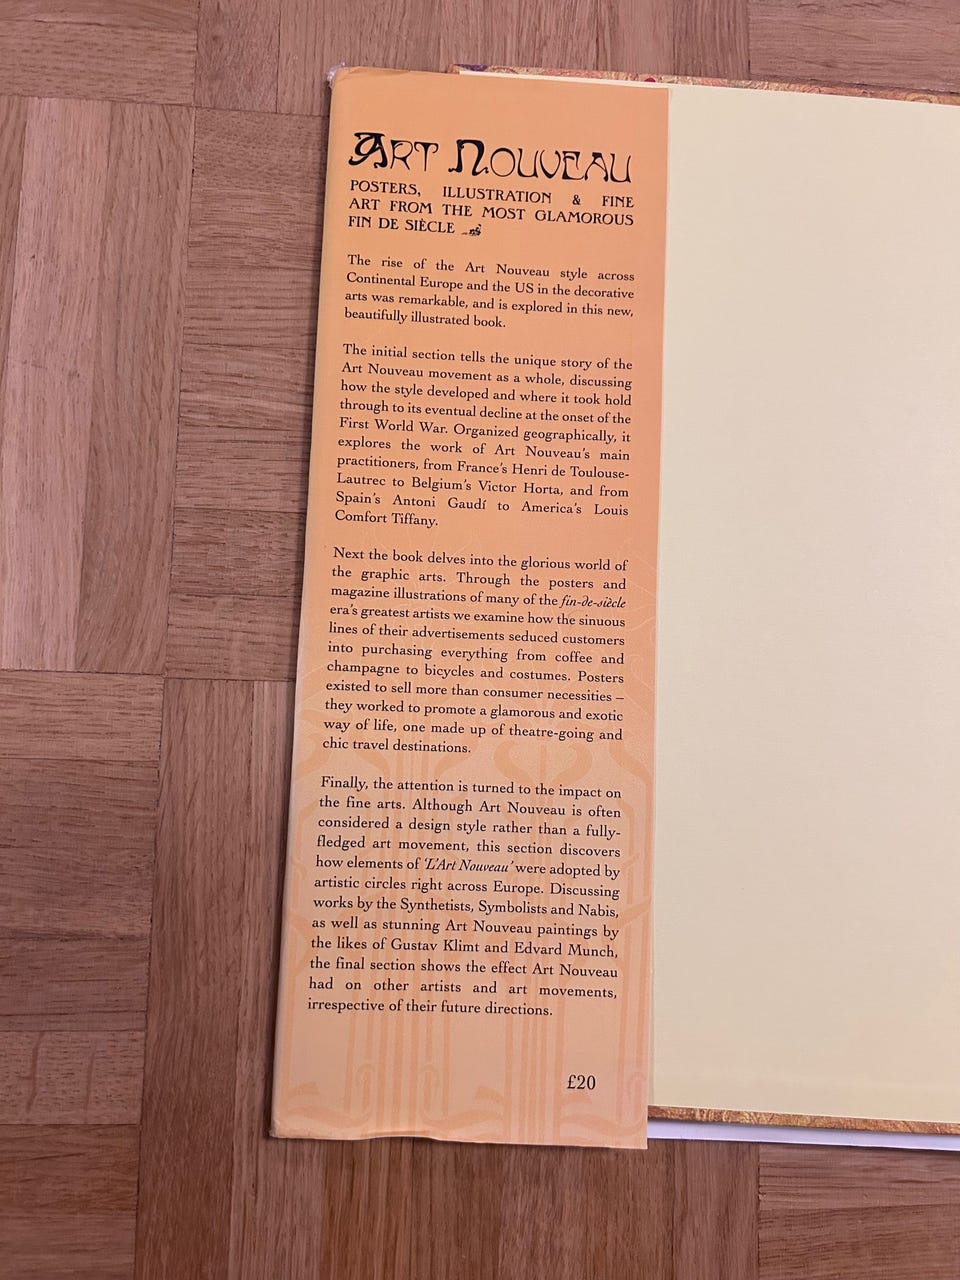 ART NOUVEAU
POSTERS, ILLUSTRATION & FINE
ART FROM THE MOST GLAMOROUS
FIN DE SIÈCLE
The rise of the Art Nouveau style across
Continental Europe and the US in the decorative
arts was remarkable, and is explored in this new,
beautifully illustrated book.
The initial section tells the unique story of the
Art Nouveau movement as a whole, discussing
how the style developed and where it took hold
through to its eventual decline at the onset of the
First World War. Organized geographically, it
explores the work of Art Nouveau's main
practitioners, from France's Henri de Toulouse-
Lautrec to Belgium's Victor Horta, and from
Spain's Antoni Gaudí to America's Louis
Comfort Tiffany.
Next the book delves into the glorious world of
the graphic arts. Through the posters and
magazine illustrations of many of the fin-de-siècle
era's greatest artists we examine how the sinuous
lines of their advertisements seduced customers
into purchasing everything from coffee and
champagne to bicycles and costumes. Posters
existed to sell more than consumer necessities –
they worked to promote a glamorous and exotic
way of life, one made up of theatre-going and
chic travel destinations.
Finally, the attention is turned to the impact on
the fine arts. Although Art Nouveau is often
considered a design style rather than a fully-
fledged art movement, this section discovers
how elements of 'L'Art Nouveau' were adopted by
artistic circles right across Europe. Discussing
works by the Synthetists, Symbolists and Nabis,
as well as stunning Art Nouveau paintings by
the likes of Gustav Klimt and Edvard Munch,
the final section shows the effect Art Nouveau
had on other artists and art movements,
irrespective of their future directions.
£20